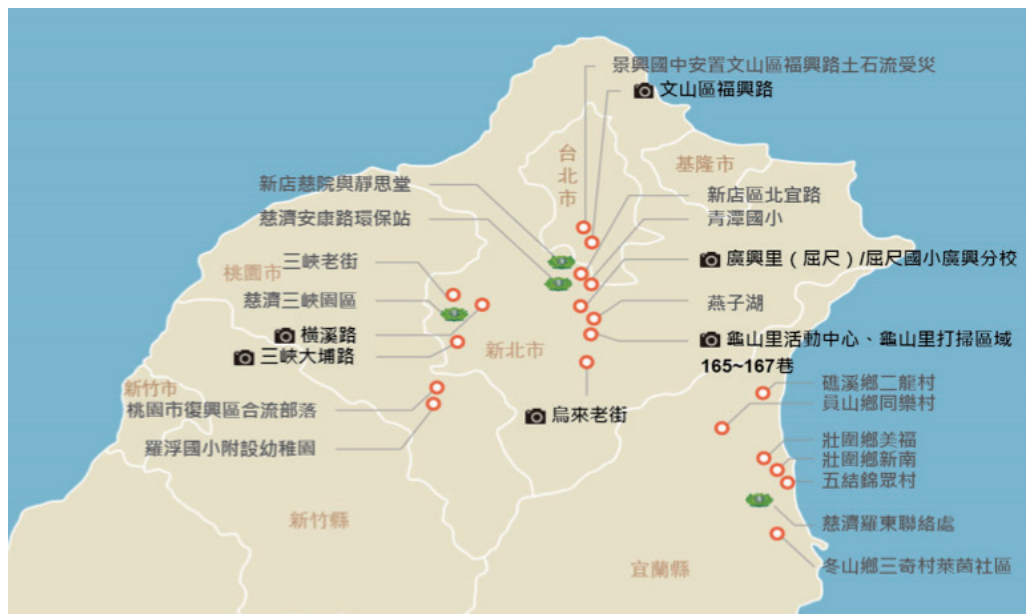 景興國中安置文山區福興路土石流受災
文山區福興路
台北市
基隆市
新店慈院與靜思堂
新店區北宜路
慈濟安康路環保站
青潭國小
三峽老街
廣興里（屈尺）/屈尺國小廣興分校
桃園市
慈濟三峽園區
燕子湖
橫溪路
龜山里活動中心、龜山里打掃區域
165~167巷
三峽大埔路
新北市
新竹市
礁溪鄉二龍村
員山鄉同樂村
桃園市復興區合流部落
烏來老街
羅浮國小附設幼稚園
壯圍鄉美福
壯圍鄉新南
五結錦眾村
新竹縣
慈濟羅東聯絡處
宜蘭縣
冬山鄉三奇村萊茵社區